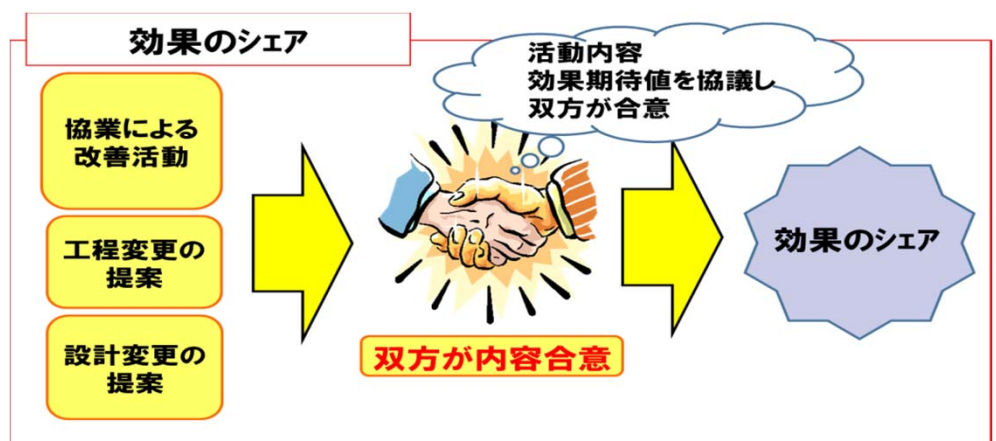 効果のシェア
活動内容
効果期待値を協議し
双方が合意
協業による
改善活動
工程変更の
提案
設計変更の
提案
双方が内容合意
効果のシェア